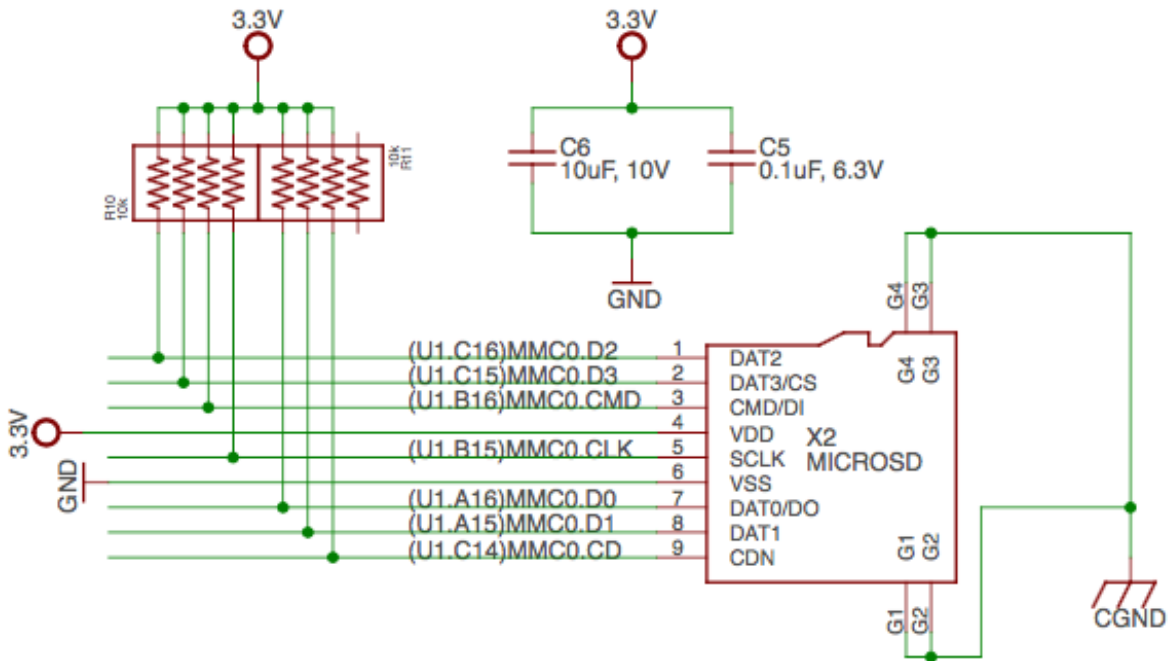 3.3V
3.3V
10k
R11
R10
10k
C6
10uF, 10V
C5
0.1uF, 6.3V
GND
G4
G3
(U1.C16)MMC0.D2
1
DAT2
G4
G3
(U1.C15)MMC0.D3
2
DAT3/CS
(U1.B16)MMC0.CMD
3
CMD/DI
3.3V
4
VDD
X2
MICROSD
(U1.B15)MMC0.CLK
5
SCLK
GND
6
VSS
(U1.A16)MMC0.D0
7
DAT0/DO
(U1.A15)MMC0.D1
8
DAT1
G1
G2
(U1.C14)MMC0.CD
9
CDN
G1
G2
CGND